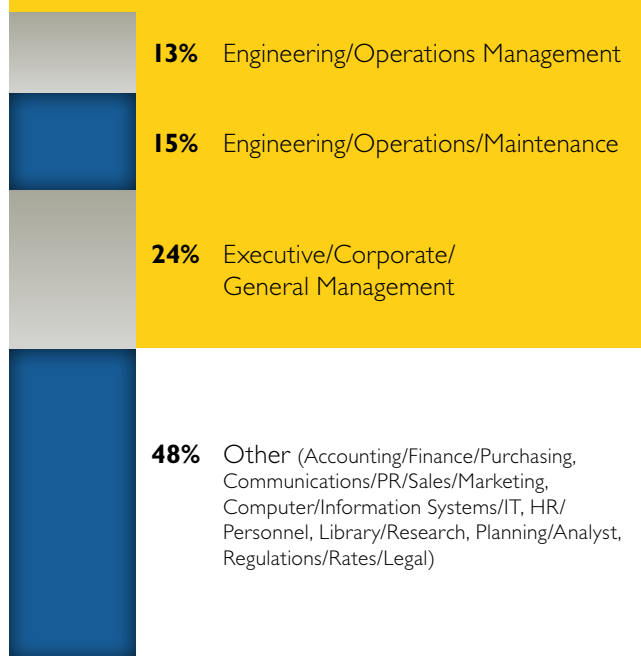 13% Engineering/Operations Management
15% Engineering/Operations/Maintenance
24% Executive/Corporate/
General Management
48% Other (Accounting/Finance/Purchasing,
Communications/PR/Sales/Marketing,
Computer/Information Systems/IT, HR/
Personnel, Library/Research, Planning/Analyst,
Regulations/Rates/Legal)